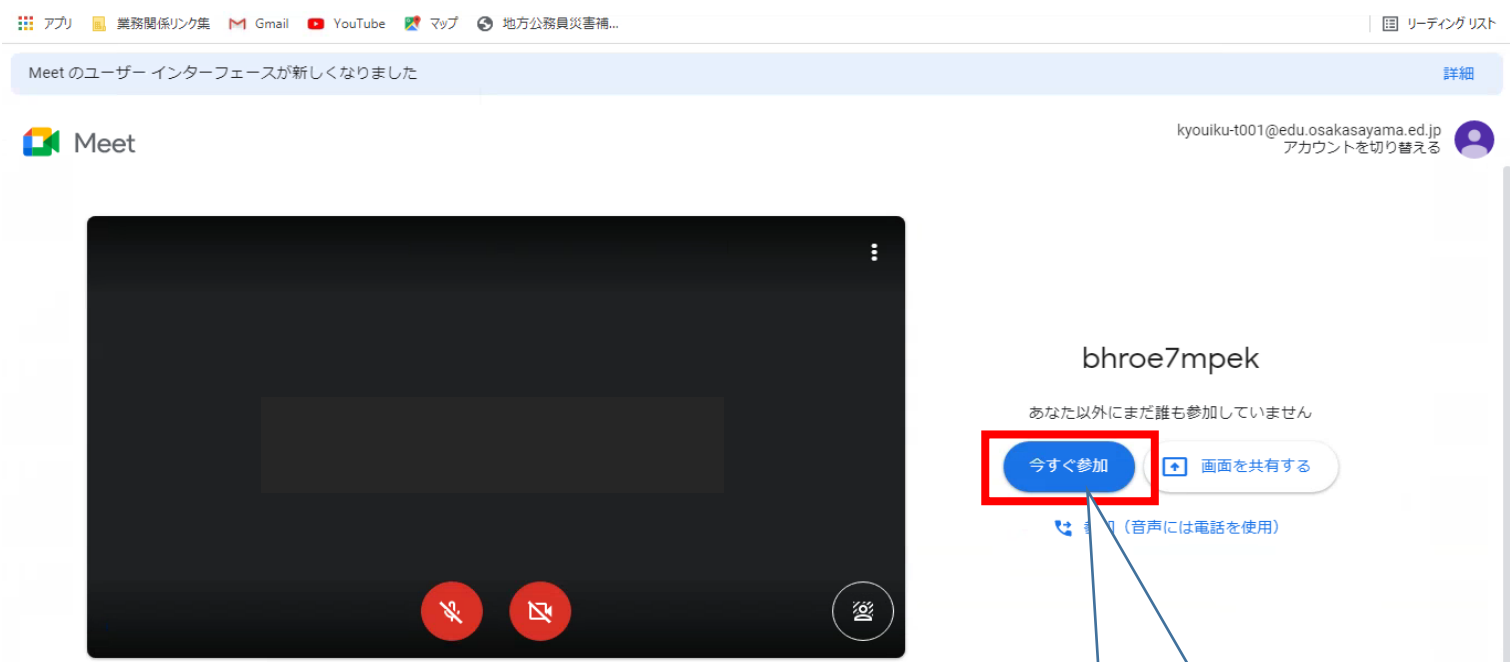 アプリ 業務関係リンク集 Gmail YouTube マップ 地方公務員災害補... リーディング リスト
Meet のユーザー インターフェースが新しくなりました 詳細
Meet
kyouiku-t001@edu.osakasayama.ed.jp
アカウントを切り替える
bhroe7mpek
あなた以外にまだ誰も参加していません
今すぐ参加 画面を共有する
(音声には電話を使用)